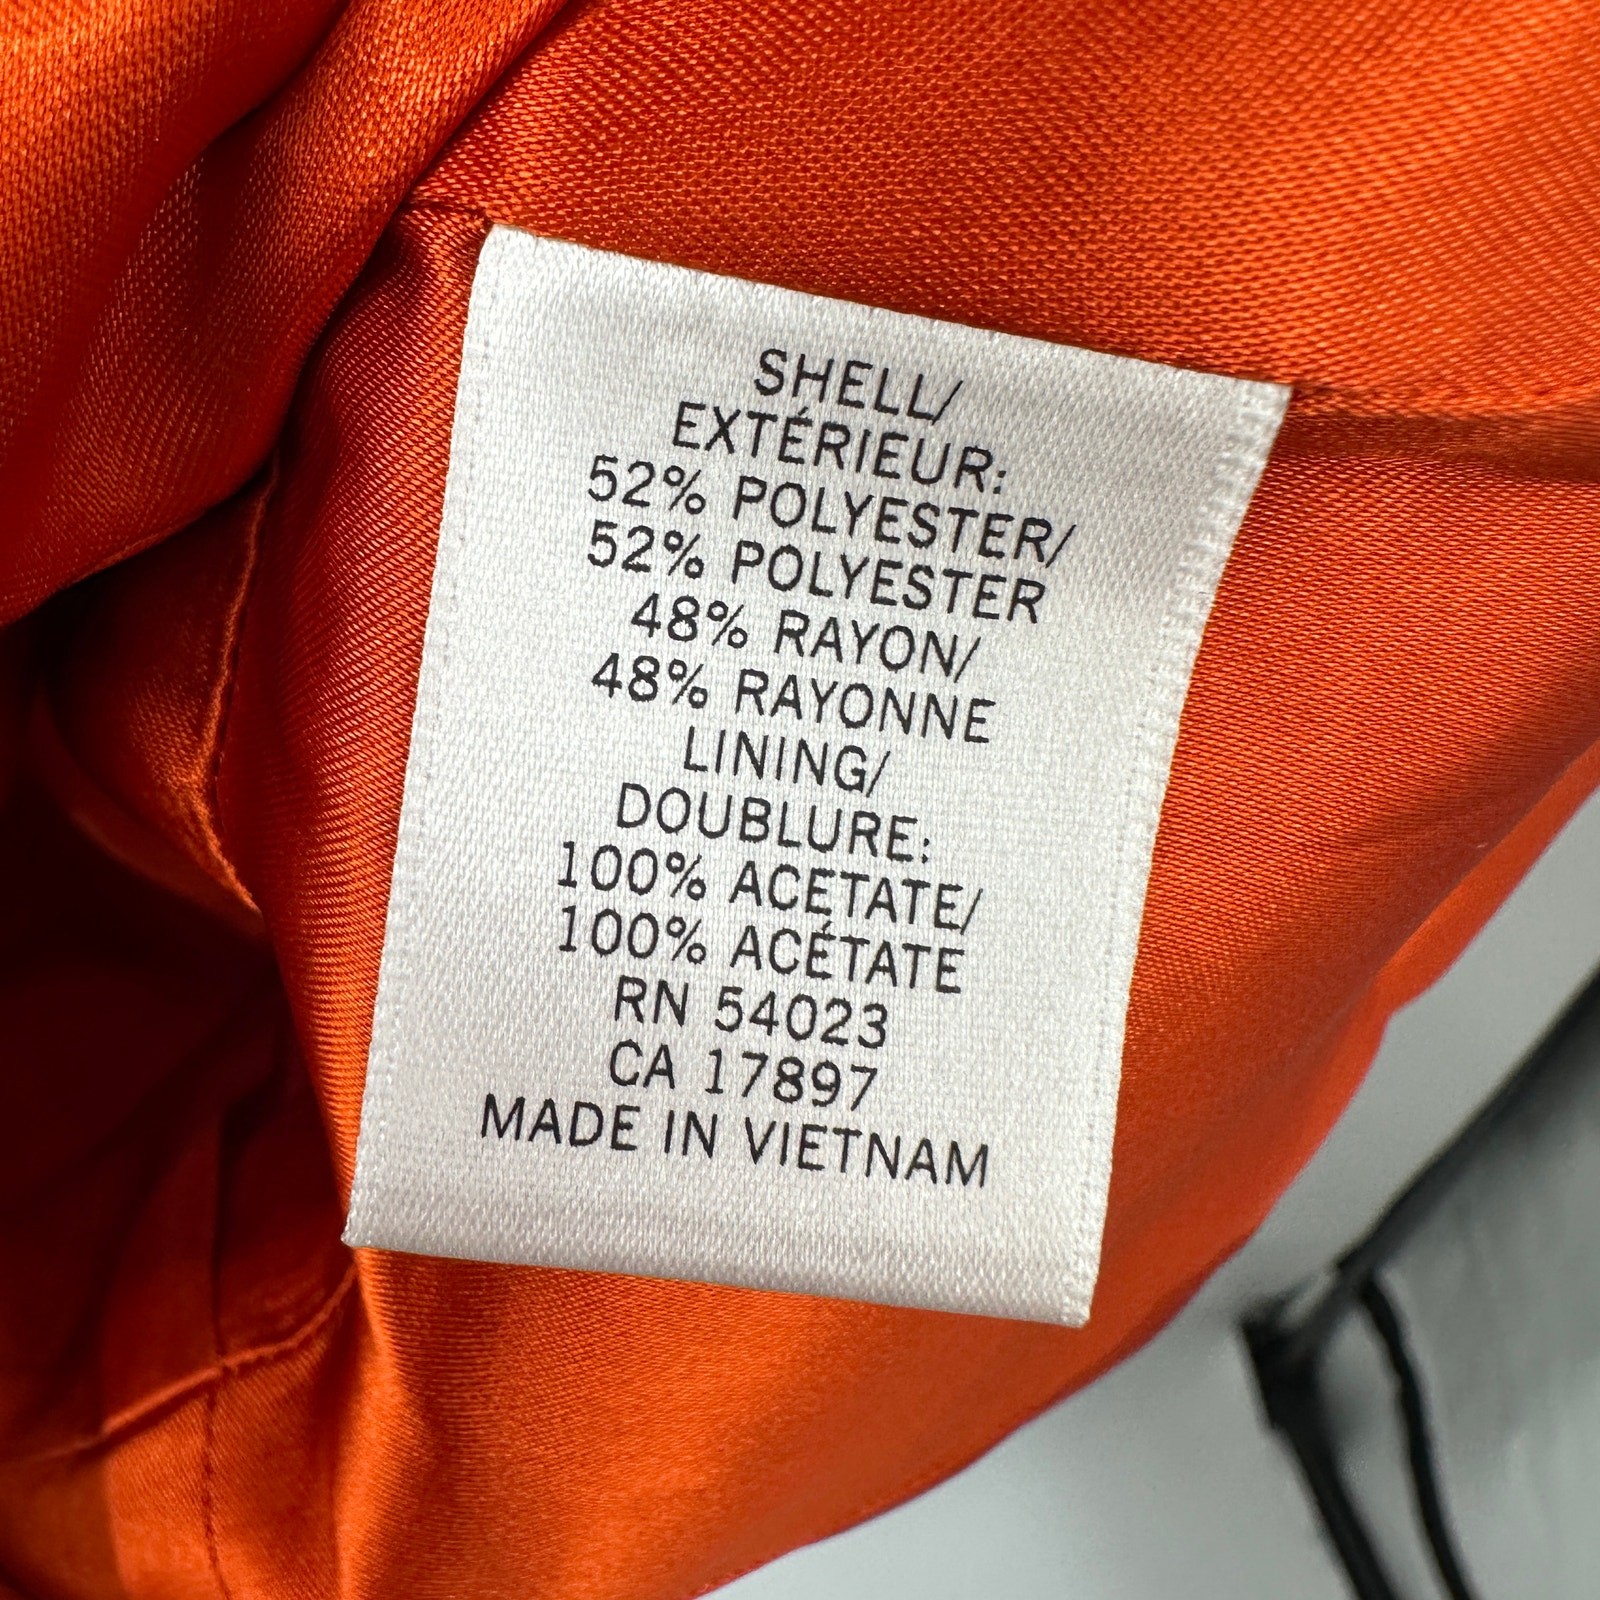 SHELL/
EXTÉRIEUR:
52% POLYESTER/
52% POLYESTER
48% RAYON/
48% RAYONNE
LINING/
DOUBLURE:
100% ACETATE/
100% ACÉTATE
RN 54023
CA 17897
MADE IN VIETNAM